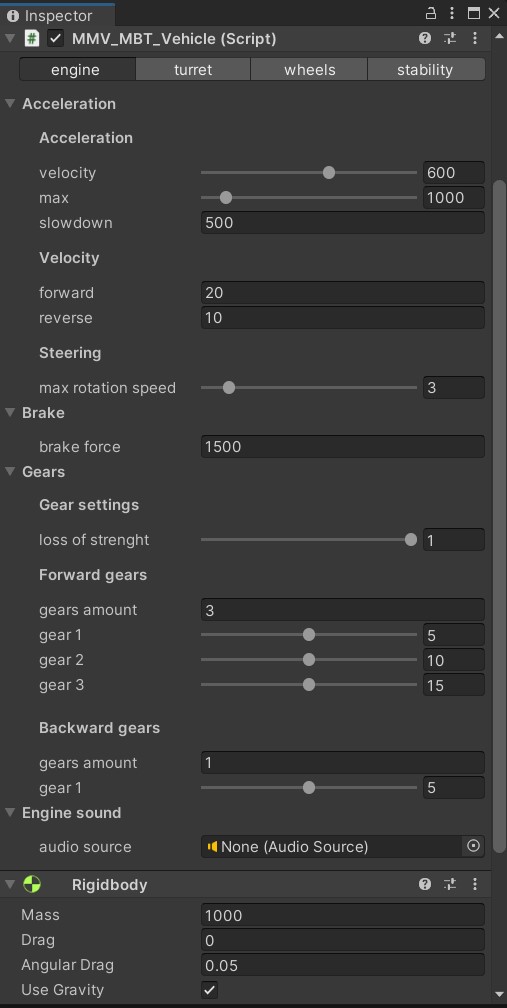 Inspector
MMV_MBT_Vehicle (Script)
engine turret wheels stability
Acceleration
Acceleration
velocity 600
max 1000
slowdown 500
Velocity
forward 20
reverse 10
Steering
max rotation speed 3
Brake
brake force 1500
Gears
Gear settings
loss of strenght 1
Forward gears
gears amount 3
gear 1 5
gear 2 10
gear 3 15
Backward gears
gears amount 1
gear 1 5
Engine sound
audio source None (Audio Source)
Rigidbody
Mass 1000
Drag 0
Angular Drag 0.05
Use Gravity